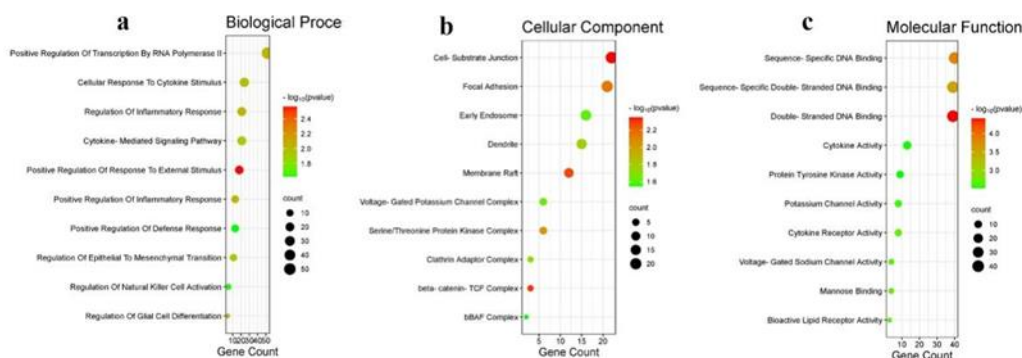 a
Biological Proce
Positive Regulation Of Transcription By RNA Polymerase II
Cellular Response To Cytokine Stimulus
Regulation Of Inflammatory Response
Cytokine- Mediated Signaling Pathway
Positive Regulation Of Response To External Stimulus
Positive Regulation Of Inflammatory Response
Positive Regulation Of Defense Response
Regulation Of Epithelial To Mesenchymal Transition
Regulation Of Natural Killer Cell Activation
Regulation Of Glial Cell Differentiation
10 20 30 40 50
Gene Count
- log10(pvalue)
2.4
2.2
2.0
1.8
count
10
20
30
40
50
b
Cellular Component
Cell- Substrate Junction
Focal Adhesion
Early Endosome
Dendrite
Membrane Raft
Voltage- Gated Potassium Channel Complex
Serine/Threonine Protein Kinase Complex
Clathrin Adaptor Complex
beta- catenin- TCF Complex
bBAF Complex
5 10 15 20
Gene Count
- log10(pvalue)
2.2
2.0
1.8
1.6
count
5
10
15
20
c
Molecular Function
Sequence- Specific DNA Binding
Sequence- Specific Double- Stranded DNA Binding
Double- Stranded DNA Binding
Cytokine Activity
Protein Tyrosine Kinase Activity
Potassium Channel Activity
Cytokine Receptor Activity
Voltage- Gated Sodium Channel Activity
Mannose Binding
Bioactive Lipid Receptor Activity
10 20 30 40
Gene Count
- log10(pvalue)
4.0
3.5
3.0
2.5
count
10
20
30
40